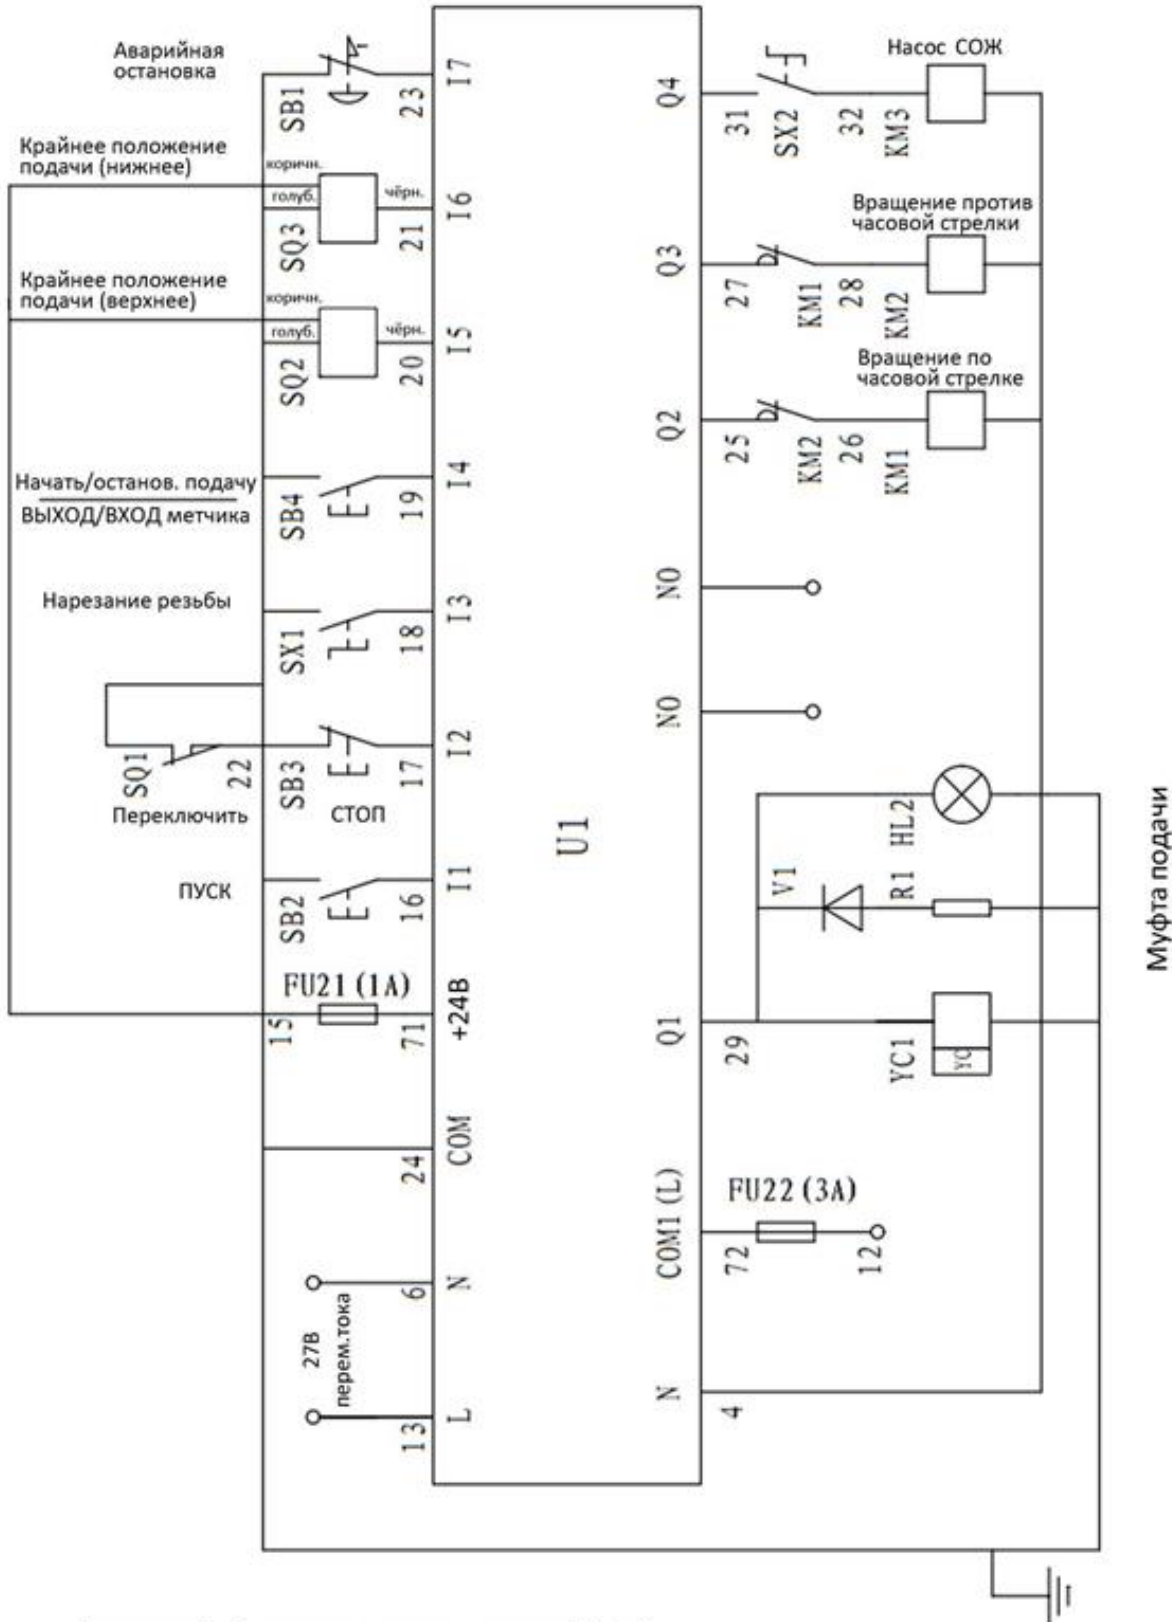 Аварийная
остановка
SB1
23
I7
Крайнее положение
подачи (нижнее)
коричн.
голуб.
чёрн.
SQ3
21
I6
Крайнее положение
подачи (верхнее)
коричн.
голуб.
чёрн.
SQ2
20
I5
Начать/останов. подачу
ВЫХОД/ВХОД метчика
SB4
19
I4
Нарезание резьбы
SX1
18
I3
SQ1
22
SB3
17
I2
Переключить
СТОП
ПУСК
SB2
16
I1
FU21 (1A)
15
71
+24В
24
COM
27В
перем.тока
6
N
13
L
U1
Насос СОЖ
Q4
31
SX2
32
KM3
Вращение против
часовой стрелки
Q3
27
KM1
28
KM2
Вращение по
часовой стрелке
Q2
25
KM2
26
KM1
NO
NO
HL2
V1
R1
Q1
29
YC1
YC
Муфта подачи
COM1 (L)
FU22 (3A)
72
12
N
4